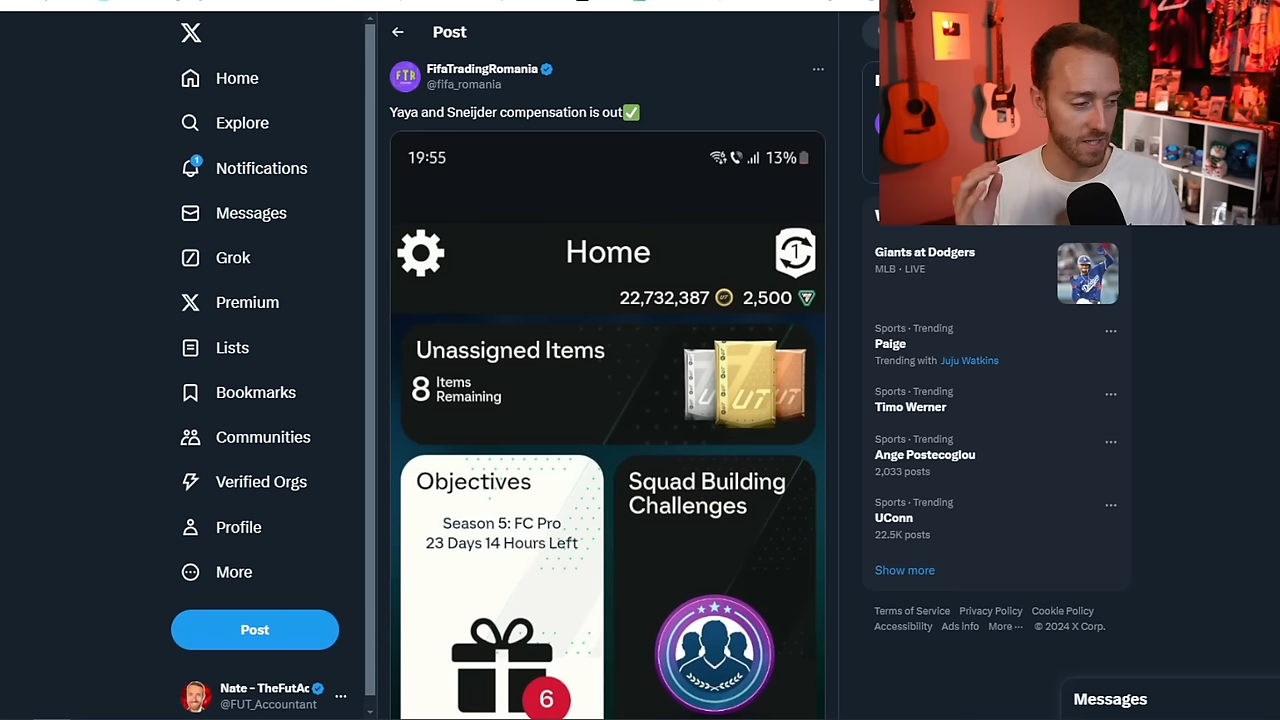 Home
Explore
1
Notifications
Messages
Grok
Premium
Lists
Bookmarks
Communities
Verified Orgs
Profile
More
Post
Nate - TheFutAc
@FUT_Accountant
Post
FTR
FifaTradingRomania
@fifa_romania
Yaya and Sneijder compensation is out✅
19:55
13%
Home
1
22,732,387
2,500
Unassigned Items
8 Items
Remaining
UT
Objectives
Season 5: FC Pro
23 Days 14 Hours Left
6
Squad Building
Challenges
Giants at Dodgers
MLB · LIVE
Sports · Trending
Paige
Trending with Juju Watkins
Sports · Trending
Timo Werner
Sports · Trending
Ange Postecoglou
2,033 posts
Sports · Trending
UConn
22.5K posts
Show more
Terms of Service Privacy Policy Cookie Policy
Accessibility Ads info More ··· © 2024 X Corp.
Messages